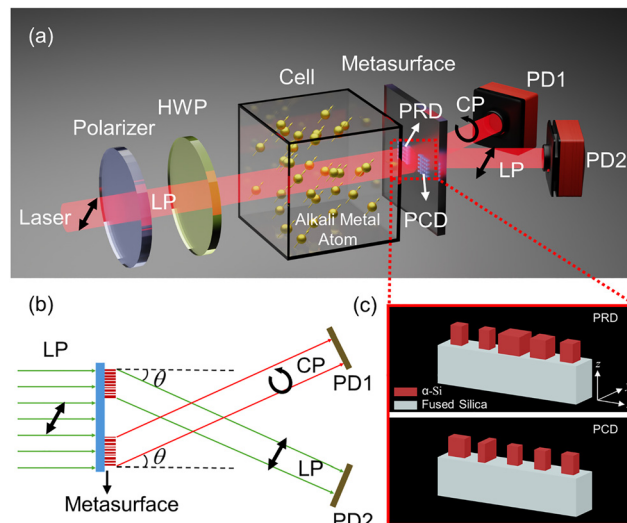 (a)
Metasurface
Cell
PD1
HWP
PRD
CP
Polarizer
PD2
LP
LP
Laser
PCD
Alkali Metal
Atom
(b)
(c)
LP
PRD
θ
CP
PD1
z
α-Si
Fused Silica
PCD
θ
LP
Metasurface
PD2